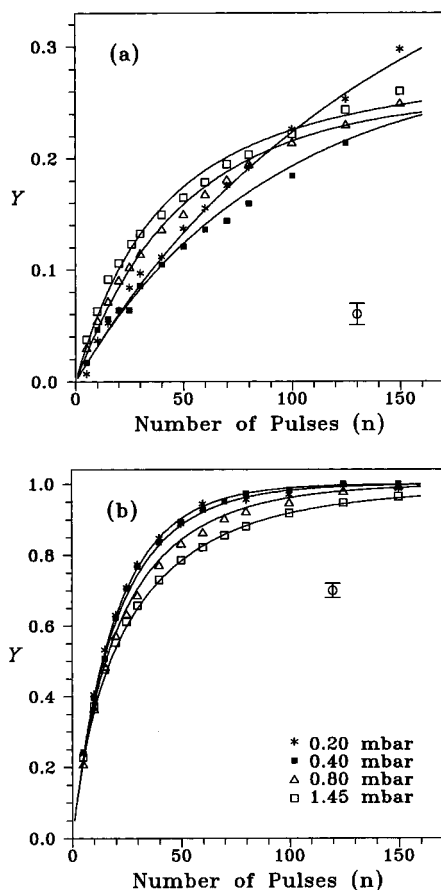 0.3
(a)
0.2
Y
0.1
0.0
0 50 100 150
Number of Pulses (n)
1.0
(b)
0.8
0.6
Y
0.4
0.2
0.0
* 0.20 mbar
■ 0.40 mbar
△ 0.80 mbar
□ 1.45 mbar
0 50 100 150
Number of Pulses (n)